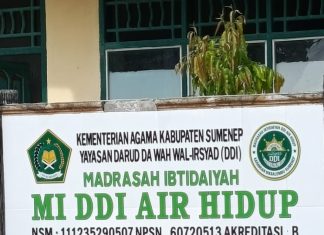 KEMENTERIAN AGAMA KABUPATEN SUMENEP
YAYASAN DARUD DA WAH WAL-IRSYAD (DDI)
MADRASAH IBTIDAIYAH
MI DDI AIR HIDUP
NSM : 111235290507 NPSN 60720513 AKREDITASI : B
DDI